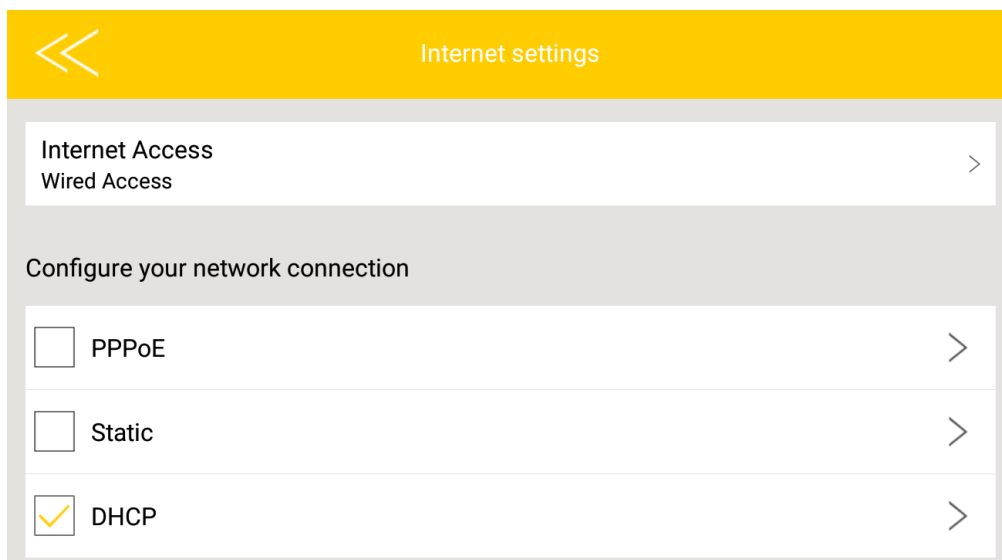 Internet settings
Internet Access
Wired Access
Configure your network connection
PPPoE
Static
DHCP